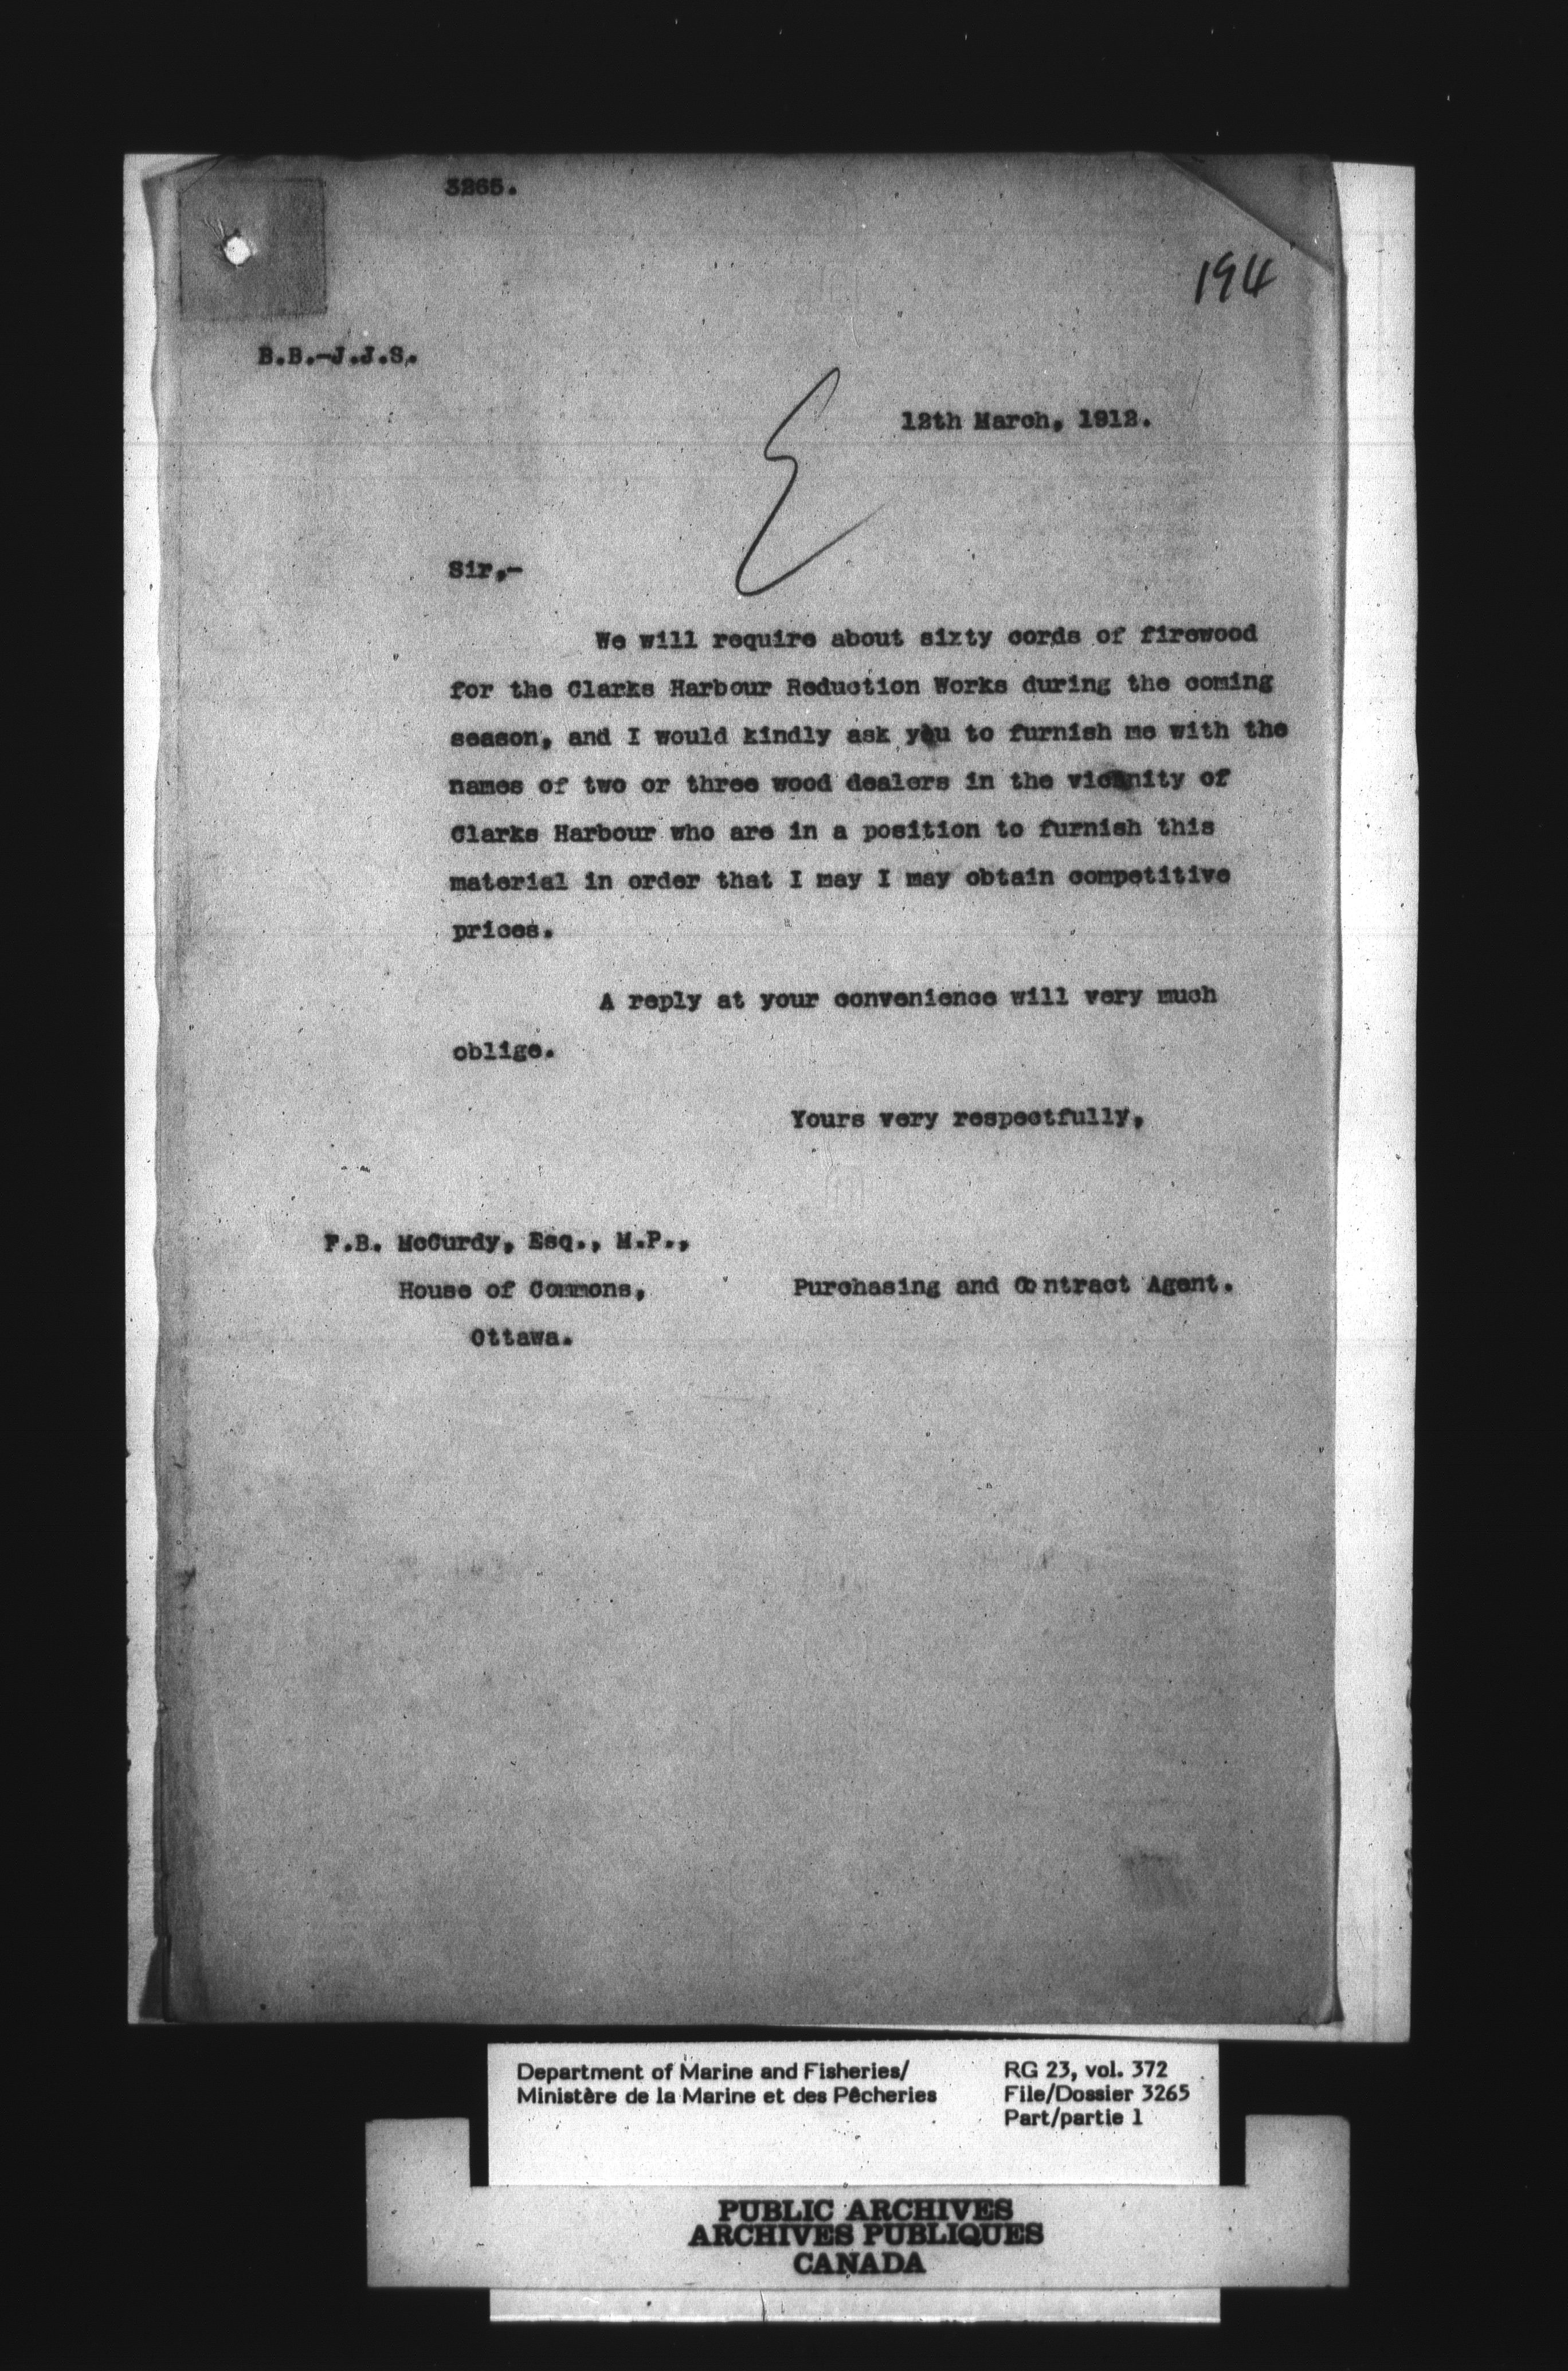 3265.
194
B.B.-J.J.S.
12th March, 1912.
Sir,-
We will require about sixty cords of firewood
for the Clarks Harbour Reduction Works during the coming
season, and I would kindly ask you to furnish me with the
names of two or three wood dealers in the vicinity of
Clarks Harbour who are in a position to furnish this
material in order that I may I may obtain competitive
prices.
A reply at your convenience will very much
oblige.
Yours very respectfully,
F.B. McCurdy, Esq., M.P.,
House of Commons,
Purchasing and Contract Agent.
Ottawa.
Department of Marine and Fisheries/
Ministère de la Marine et des Pêcheries
RG 23, vol. 372
File/Dossier 3265
Part/partie 1
PUBLIC ARCHIVES
ARCHIVES PUBLIQUES
CANADA